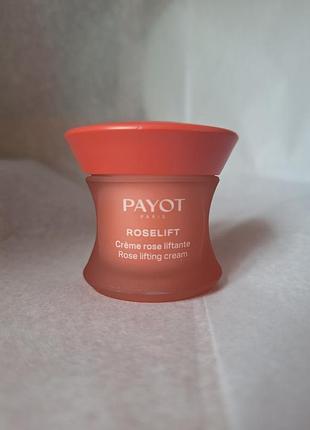 PAYOT
PARIS
ROSELIFT
Crème rose liftante
Rose lifting cream